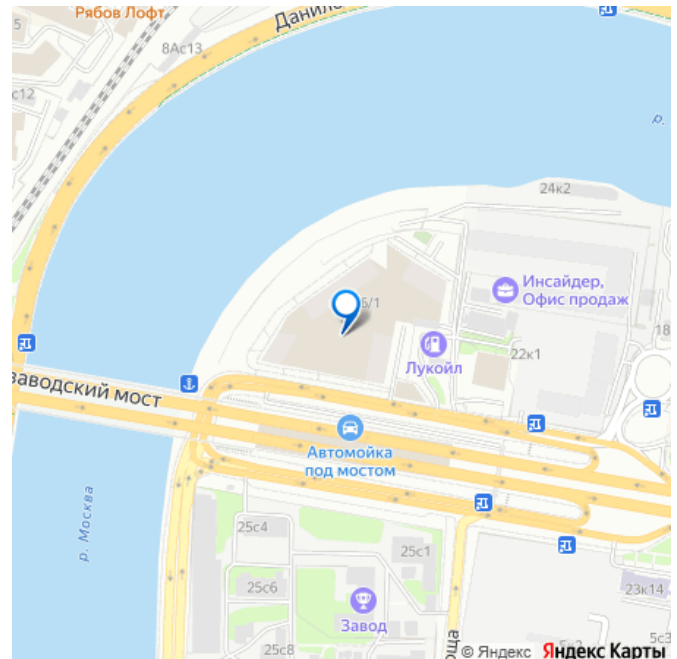 Рябов Лофт
5
Данило
8Ас13
с12
р.
24к2
Инсайдер,
Офис продаж
5/1
18
Лукойл
22к1
заводский мост
Автомойка
под мостом
р. Москва
25с4
25с1
25с6
23к14
Завод
25с8
оща
5с3
© Яндекс Яндекс Карты